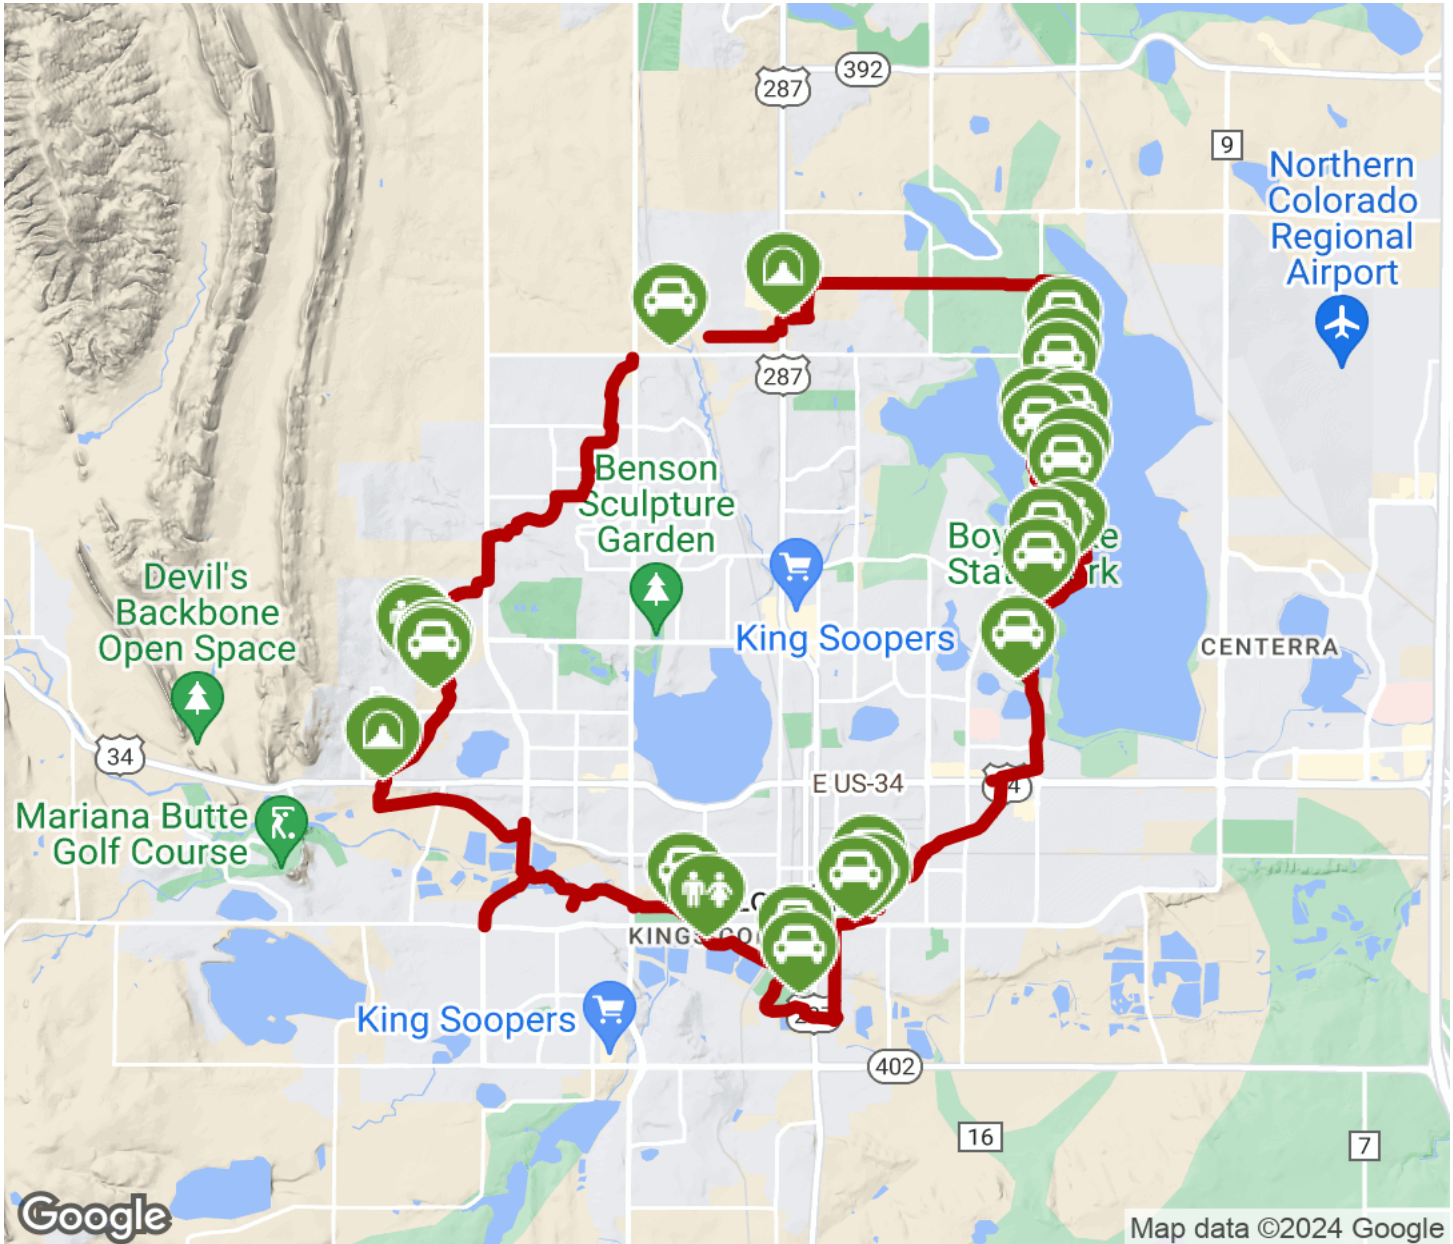 392
287
9
Northern
Colorado
Regional
Airport
287
Benson
Sculpture
Garden
Devil's
Backbone
Open Space
King Soopers
CENTERRA
34
E US-34
Mariana Butte
Golf Course
King Soopers
402
16
7
Google
Map data ©2024 Google